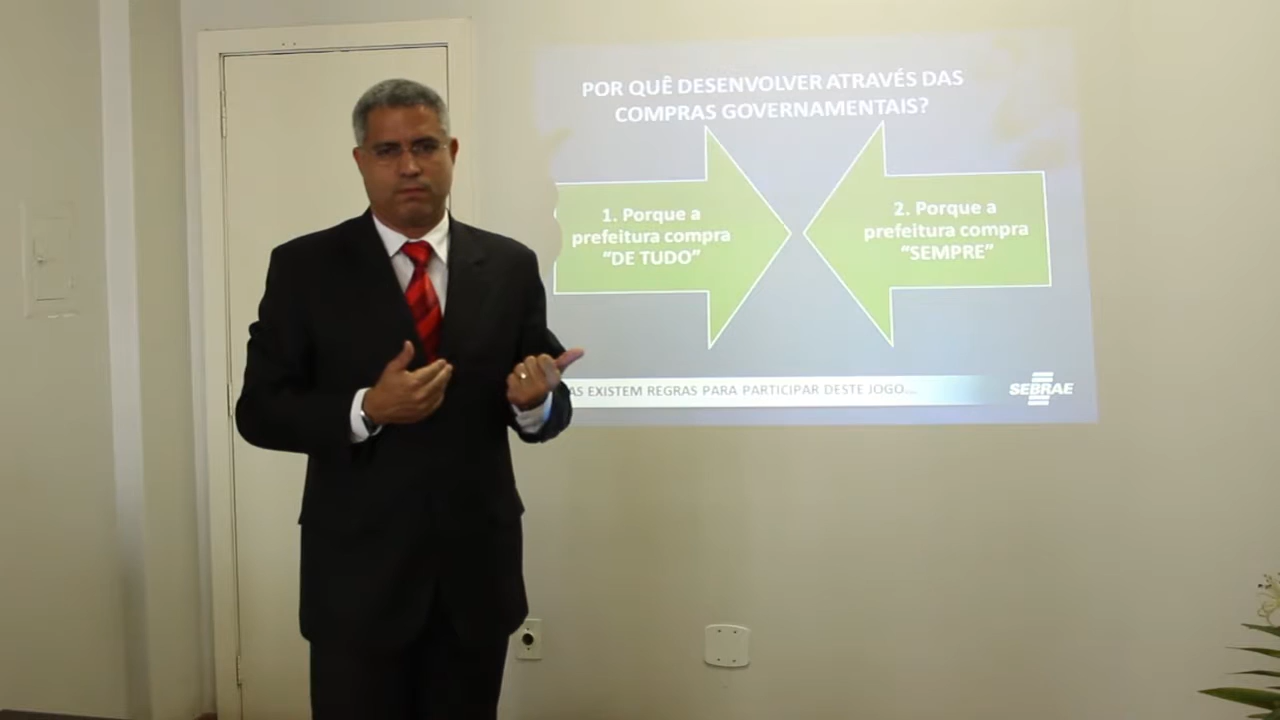 POR QUÊ DESENVOLVER ATRAVÉS DAS
COMPRAS GOVERNAMENTAIS?
1. Porque a
prefeitura compra
"DE TUDO"
2. Porque a
prefeitura compra
"SEMPRE"
AS EXISTEM REGRAS PARA PARTICIPAR DESTE JOGO...
SEBRAE